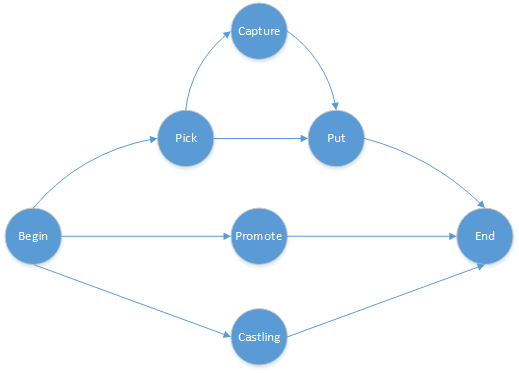 Capture
Pick
Put
Begin
Promote
End
Castling